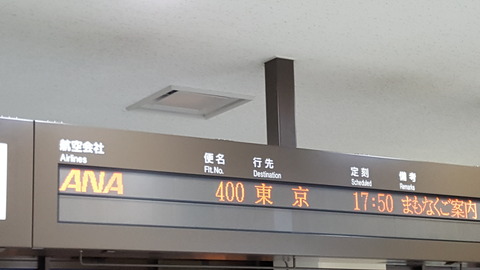 航空会社 便名 行先 定刻 備考
Airlines Flt.No. Destination Scheduled Remarks
ANA 400 東京 17:50 まもなくご案内